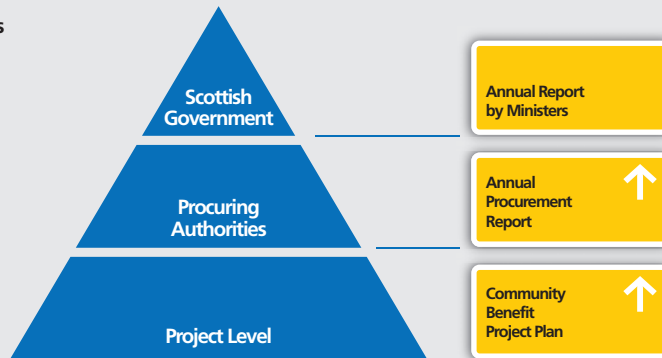 s
Scottish
Government
Annual Report
by Ministers
Procuring
Authorities
Annual
Procurement
Report
Project Level
Community
Benefit
Project Plan